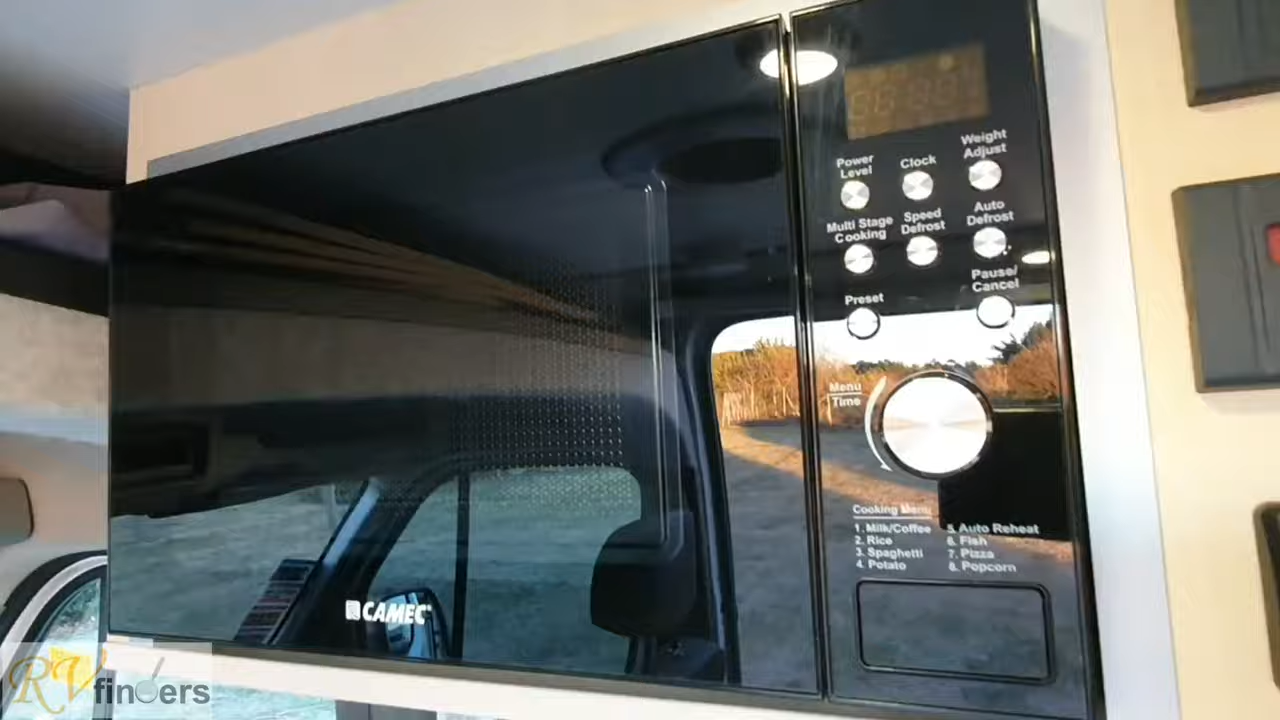 Weight
Adjust
Power
Level
Clock
Multi Stage
Cooking
Speed
Defrost
Auto
Defrost
Preset
Pause/
Cancel
Menu
Time
Cooking Menu
1. Milk/Coffee
2. Rice
3. Spaghetti
4. Potato
5. Auto Reheat
6. Fish
7. Pizza
8. Popcorn
CAMEC
RV finders